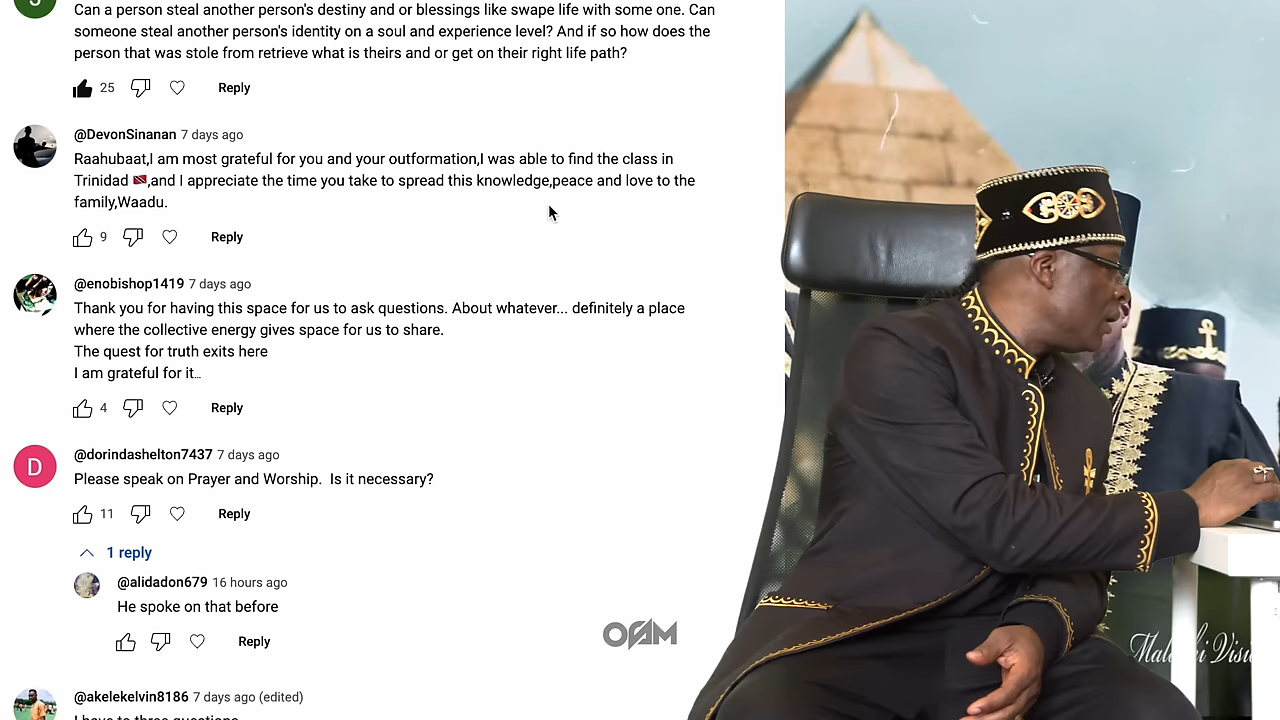 Can a person steal another person's destiny and or blessings like swape life with some one. Can
someone steal another person's identity on a soul and experience level? And if so how does the
person that was stole from retrieve what is theirs and or get on their right life path?
25 Reply
@DevonSinanan 7 days ago
Raahubaat,I am most grateful for you and your outformation,I was able to find the class in
Trinidad 🇹🇹,and I appreciate the time you take to spread this knowledge,peace and love to the
family,Waadu.
9 Reply
@enobishop1419 7 days ago
Thank you for having this space for us to ask questions. About whatever... definitely a place
where the collective energy gives space for us to share.
The quest for truth exits here
I am grateful for it...
4 Reply
D
@dorindashelton7437 7 days ago
Please speak on Prayer and Worship.  Is it necessary?
11 Reply
1 reply
@alidadon679 16 hours ago
He spoke on that before
Reply
@akelekelvin8186 7 days ago (edited)
I have to three questions